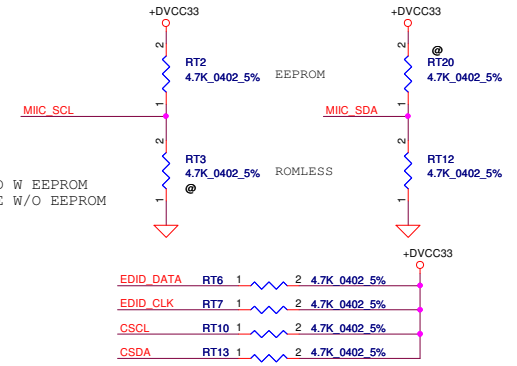 +DVCC33 +DVCC33
2 2 @
RT2 RT20
4.7K_0402_5% EEPROM 4.7K_0402_5%
1 1
MIIC_SCL MIIC_SDA
2 2
RT3 RT12
4.7K_0402_5% ROMLESS 4.7K_0402_5%
@
1 1
W EEPROM
W/O EEPROM
+DVCC33
EDID_DATA RT6 1 2 4.7K_0402_5%
EDID_CLK RT7 1 2 4.7K_0402_5%
CSCL RT10 1 2 4.7K_0402_5%
CSDA RT13 1 2 4.7K_0402_5%